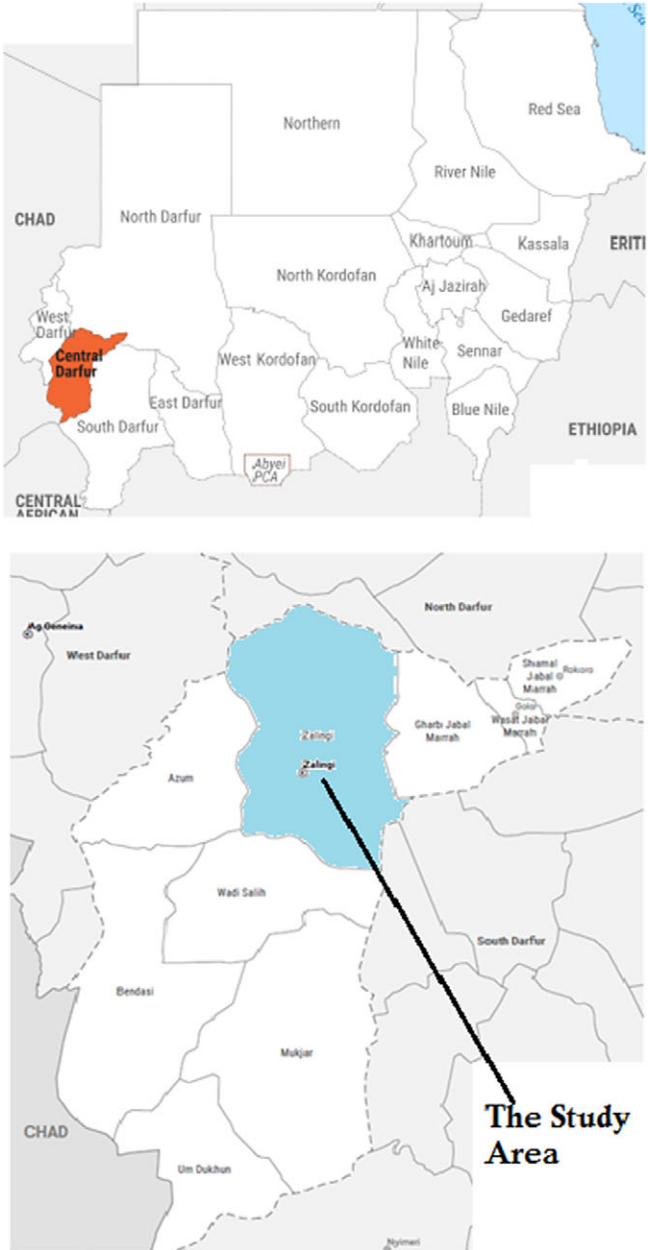 Sea
Northern
Red Sea
River Nile
CHAD
North Darfur
Khartoum
Kassala
ERITI
North Kordofan
Aj Jazirah
Gedaref
West
Darfur
Central
Darfur
West Kordofan
White
Nile
Sennar
East Darfur
South Kordofan
Blue Nile
South Darfur
ETHIOPIA
Abyei
PCA
CENTRAL
AFRICAN
North Darfur
Ag Geneina
West Darfur
Shamal
Jabal
Marrah
Rokoro
Golo
Zalingi
Gharbi Jabal
Marrah
Wasat Jabal
Marrah
Zalingi
Azum
Wadi Salih
South Darfur
Bendasi
Mukjar
CHAD
The Study
Area
Um Dukhun